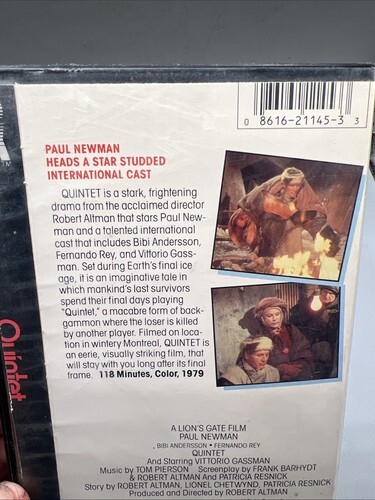 0 8616-21145-3 3
PAUL NEWMAN
HEADS A STAR STUDDED
INTERNATIONAL CAST
QUINTET is a stark, frightening
drama from the acclaimed director
Robert Altman that stars Paul New-
man and a talented international
cast that includes Bibi Andersson,
Fernando Rey, and Vittorio Gass-
man. Set during Earth's final ice
age, it is an imaginative tale in
which mankind's last survivors
spend their final days playing
"Quintet," a macabre form of back-
gammon where the loser is killed
by another player. Filmed on loca-
tion in wintery Montreal, QUINTET is
an eerie, visually striking film, that
will stay with you long after its final
frame. 118 Minutes, Color, 1979
Quintet
A LION'S GATE FILM
PAUL NEWMAN
BIBI ANDERSSON • FERNANDO REY
QUINTET
And Starring VITTORIO GASSMAN
Music by TOM PIERSON Screenplay by FRANK BARHYDT
& ROBERT ALTMAN and PATRICIA RESNICK
Story by ROBERT ALTMAN, LIONEL CHETWYND, PATRICIA RESNICK
Produced and Directed by ROBERT ALTMAN